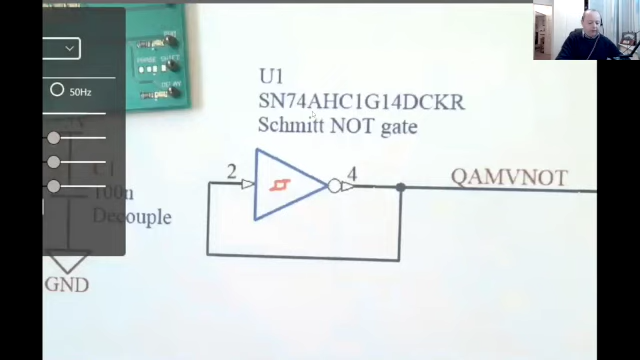 50Hz
U1
SN74AHC1G14DCKR
Schmitt NOT gate
2
4
QAMVNOT
100n
Decouple
GND